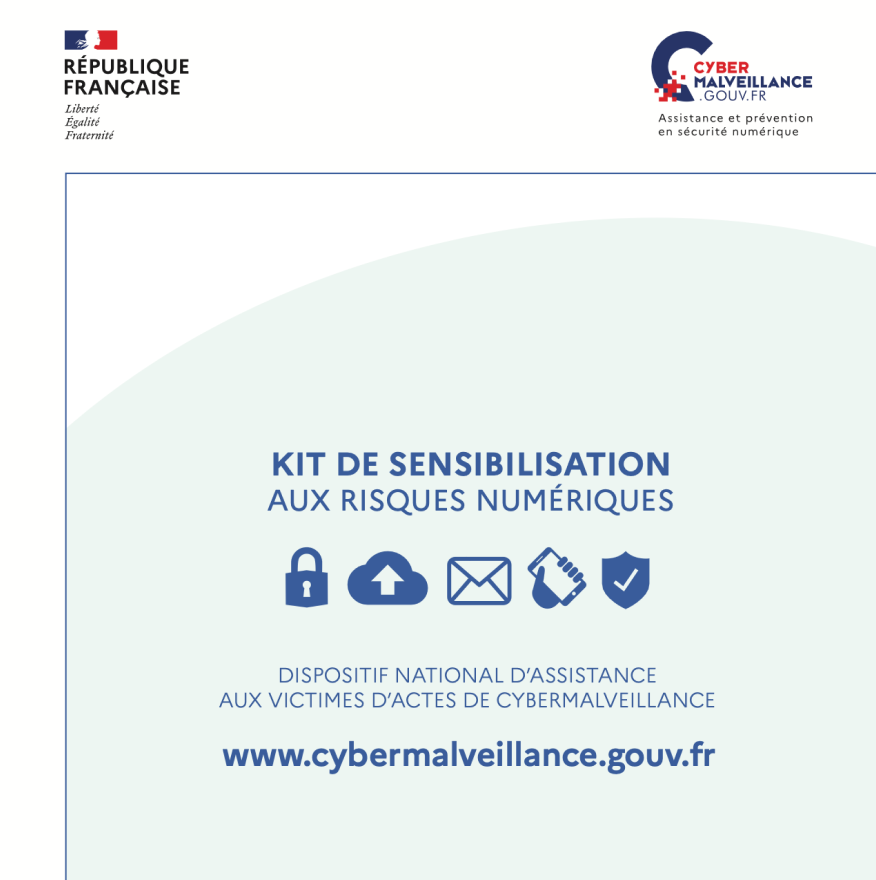 RÉPUBLIQUE
FRANÇAISE
Liberté
Égalité
Fraternité
CYBER
MALVEILLANCE
.GOUV.FR
Assistance et prévention
en sécurité numérique
KIT DE SENSIBILISATION
AUX RISQUES NUMÉRIQUES
DISPOSITIF NATIONAL D'ASSISTANCE
AUX VICTIMES D'ACTES DE CYBERMALVEILLANCE
www.cybermalveillance.gouv.fr